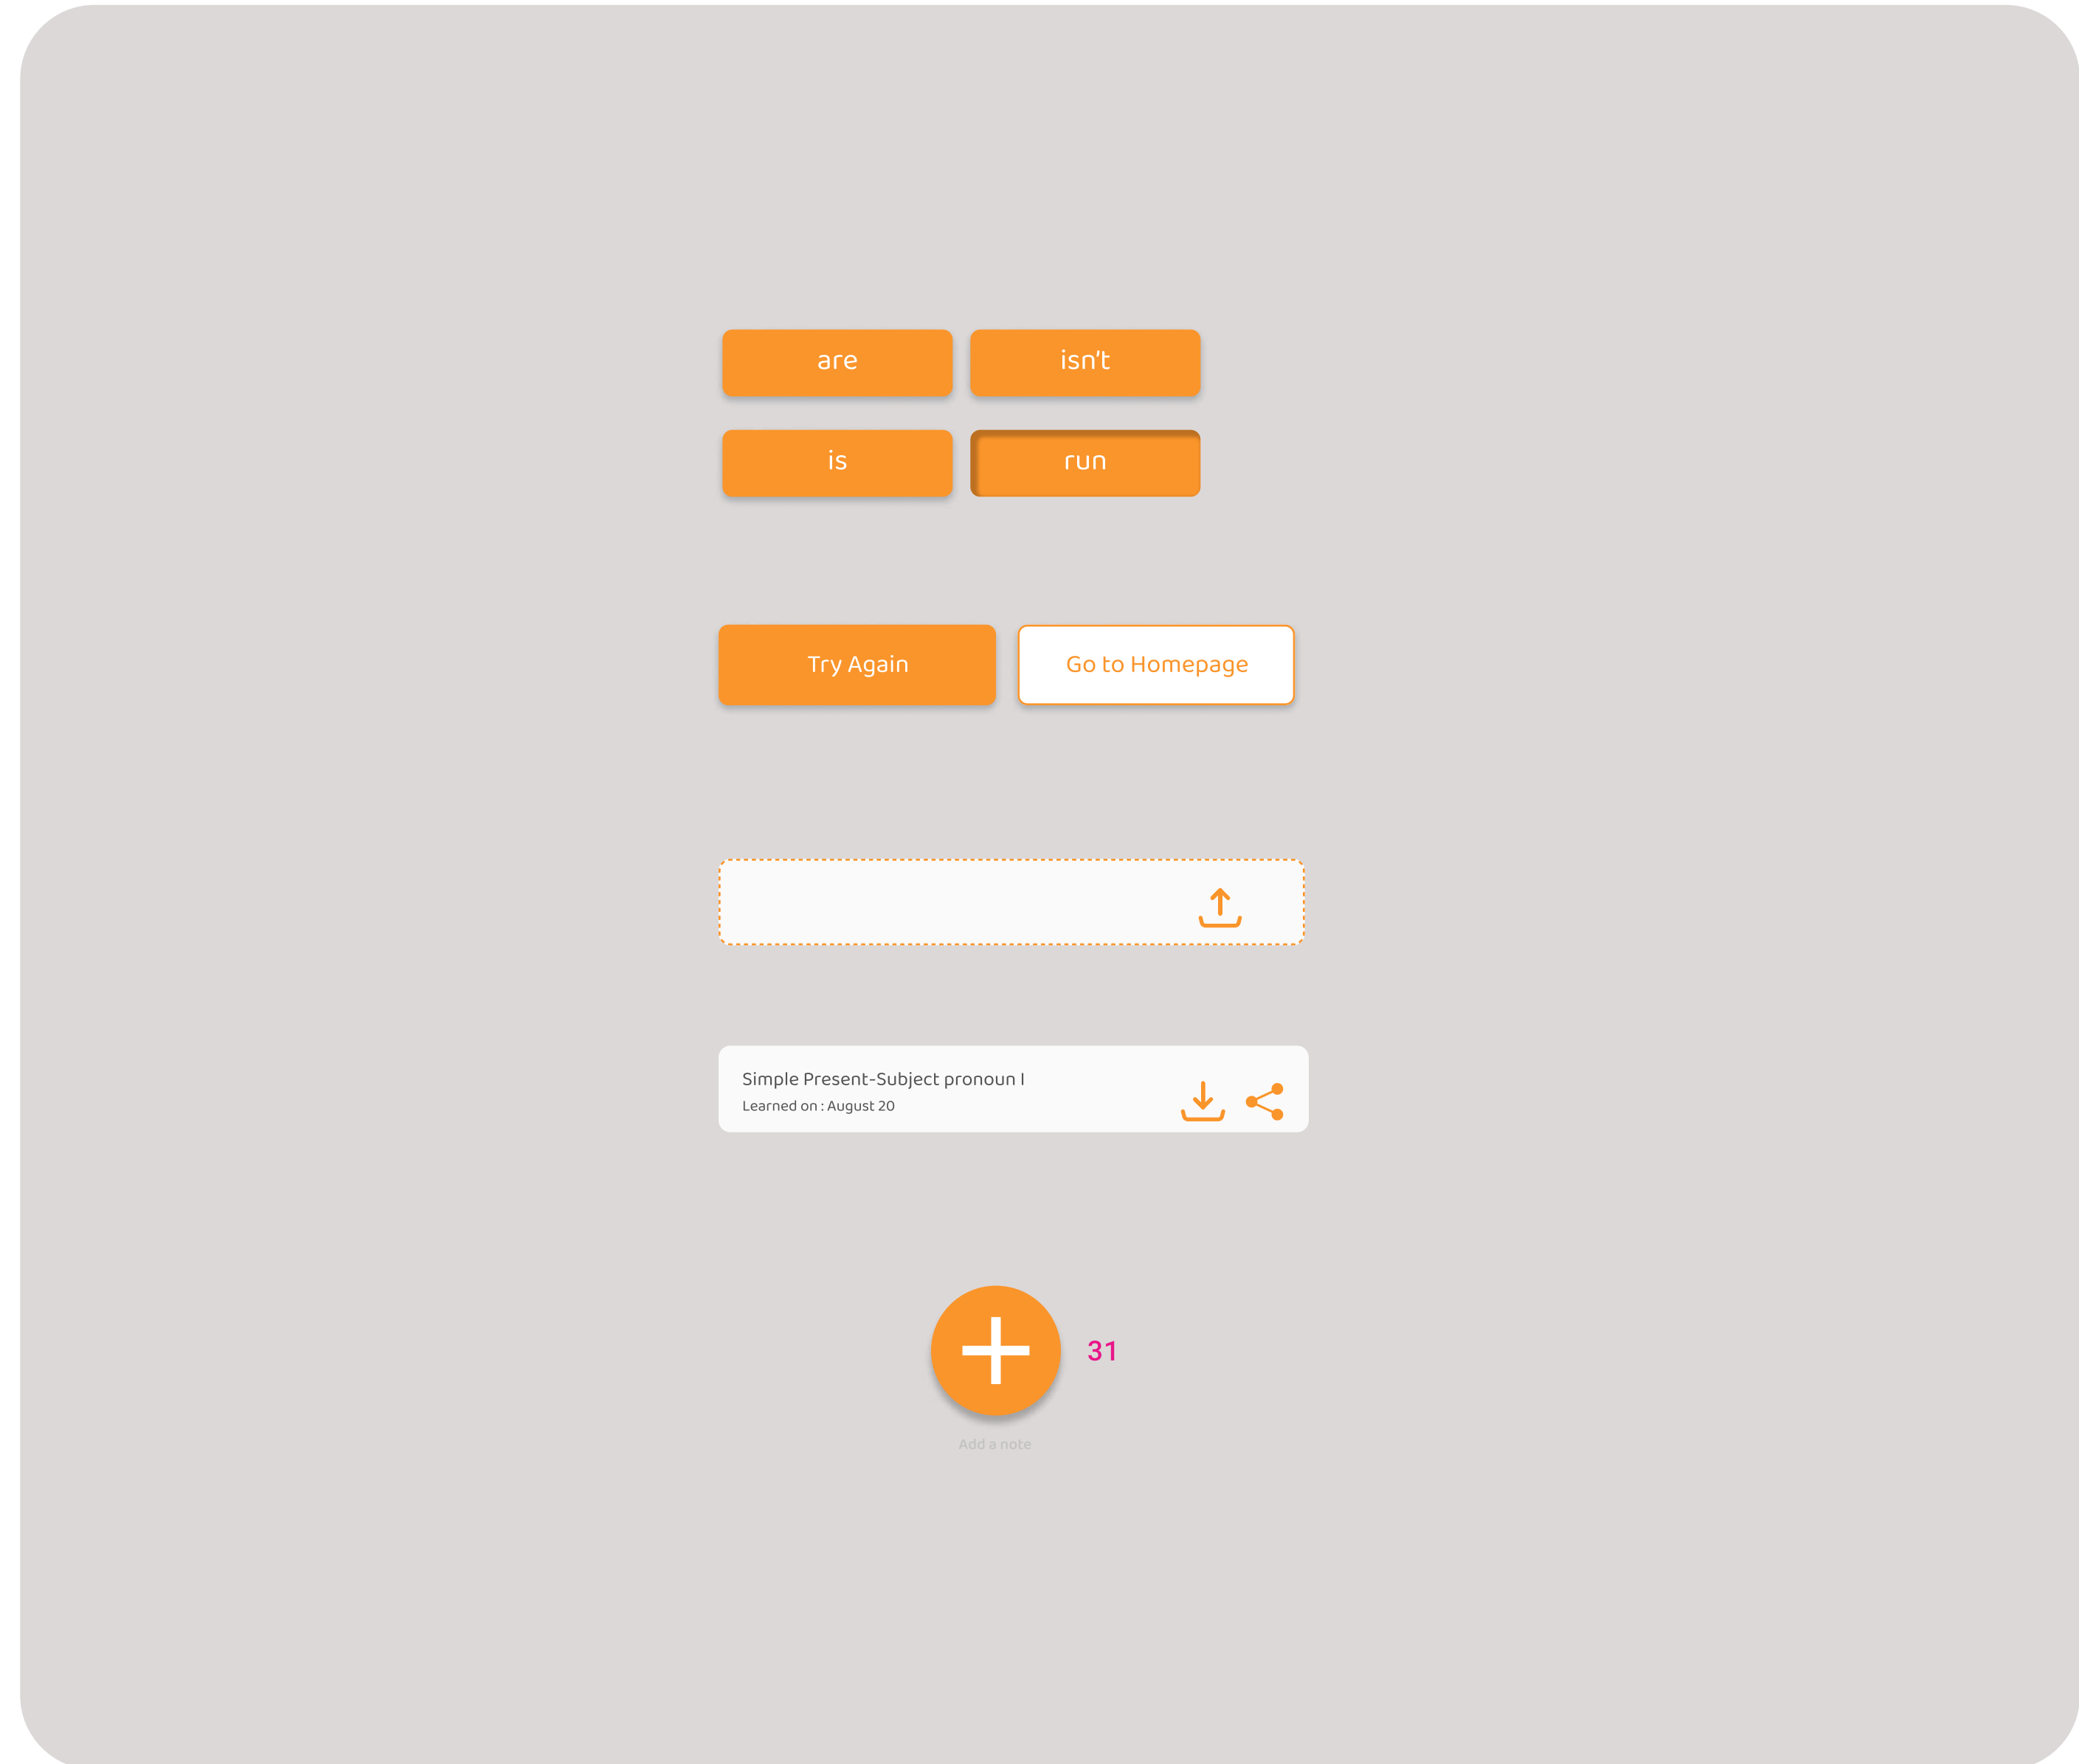 are
isn’t
is
run
Try Again
Go to Homepage
Simple Present-Subject pronoun I
Learned on : August 20
31
Add a note